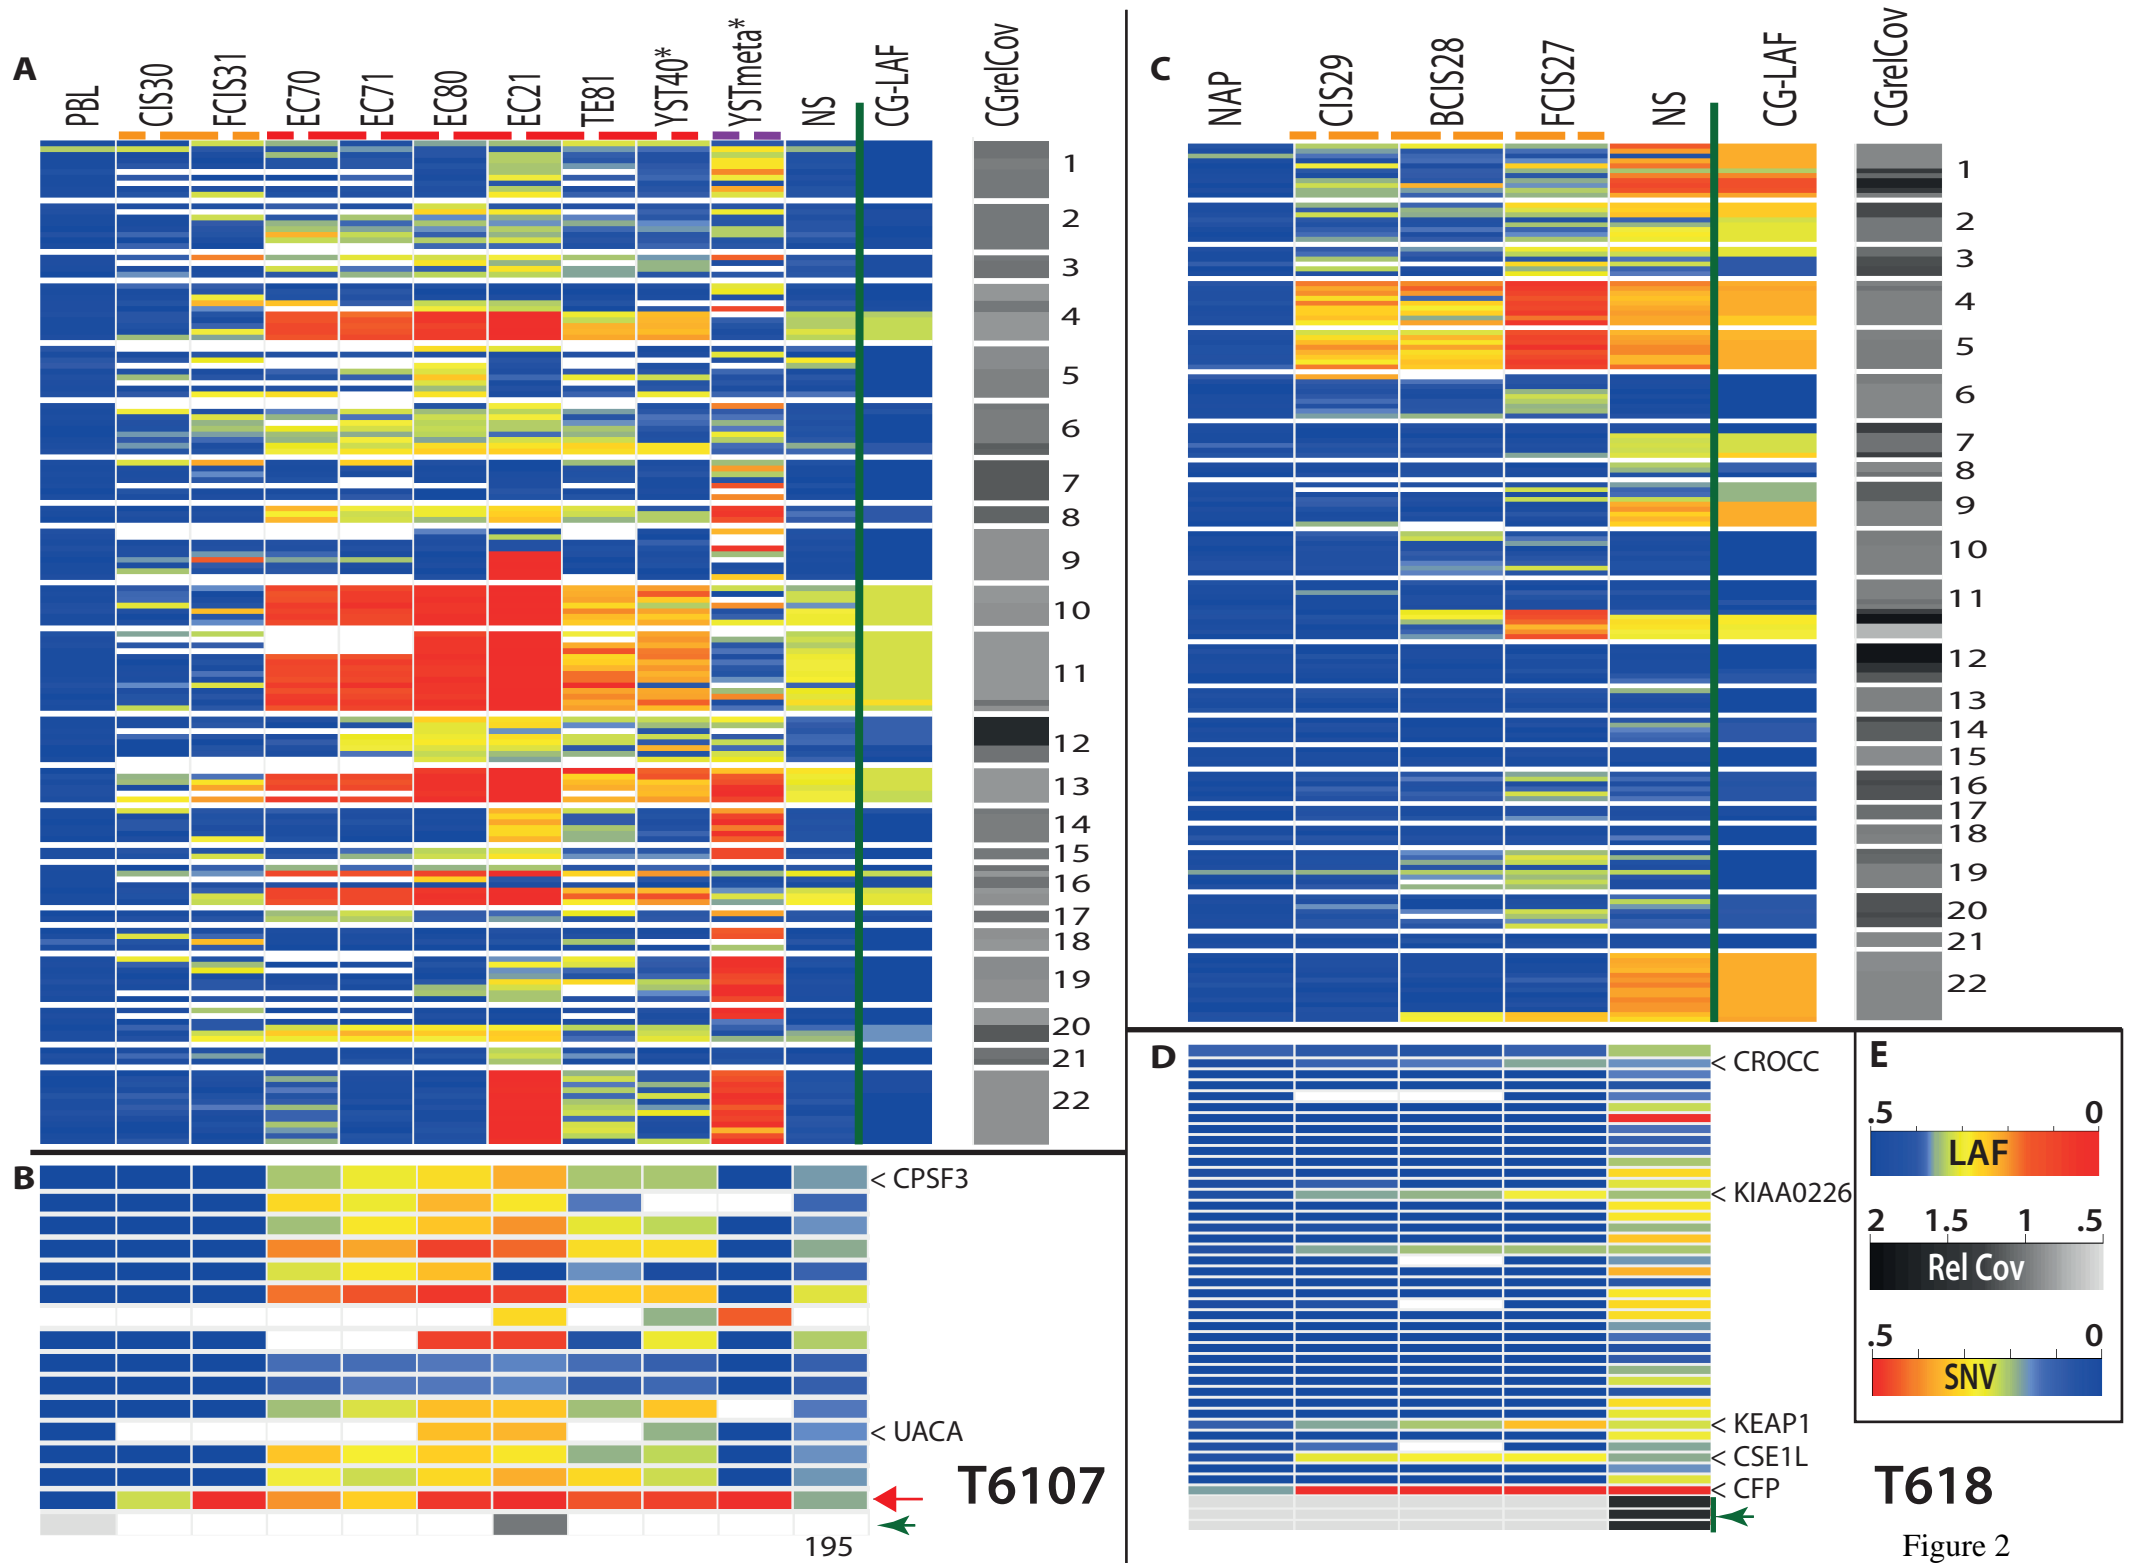 A
PBL
CIS30
FCIS31
EC70
EC71
EC80
EC21
TE81
YST40*
YSTmeta*
NS
CG-LAF
CGrelCov
1
2
3
4
5
6
7
8
9
10
11
12
13
14
15
16
17
18
19
20
21
22
B
< CPSF3
< UACA
T6107
195
C
NAP
CIS29
BCIS28
FCIS27
NS
CG-LAF
CGrelCov
1
2
3
4
5
6
7
8
9
10
11
12
13
14
15
16
17
18
19
20
21
22
D
< CROCC
< KIAA0226
< KEAP1
< CSE1L
< CFP
E
.5 0
LAF
2 1.5 1 .5
Rel Cov
.5 0
SNV
T618
Figure 2